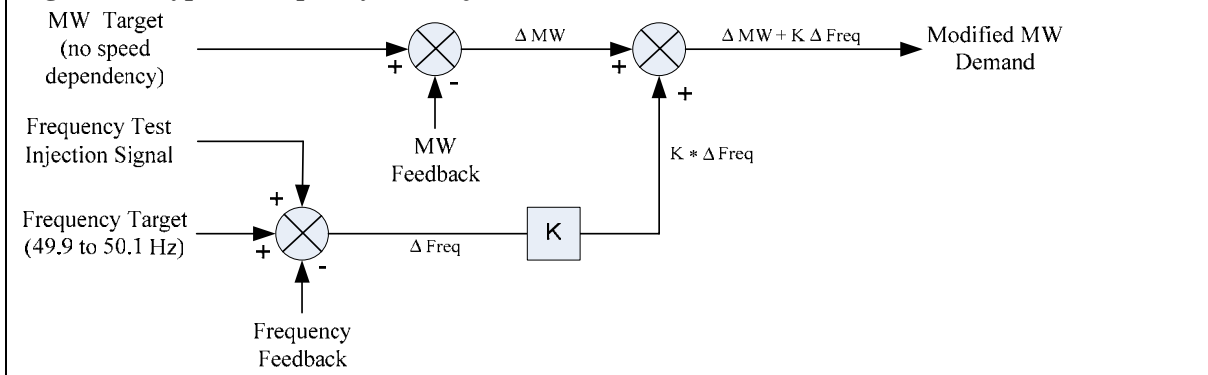 MW Target
(no speed
dependency)
+
-
Δ MW
+
+
Δ MW + K Δ Freq
Modified MW
Demand
MW
Feedback
K * Δ Freq
Frequency Test
Injection Signal
+
Frequency Target
(49.9 to 50.1 Hz)
+
-
Δ Freq
K
Frequency
Feedback